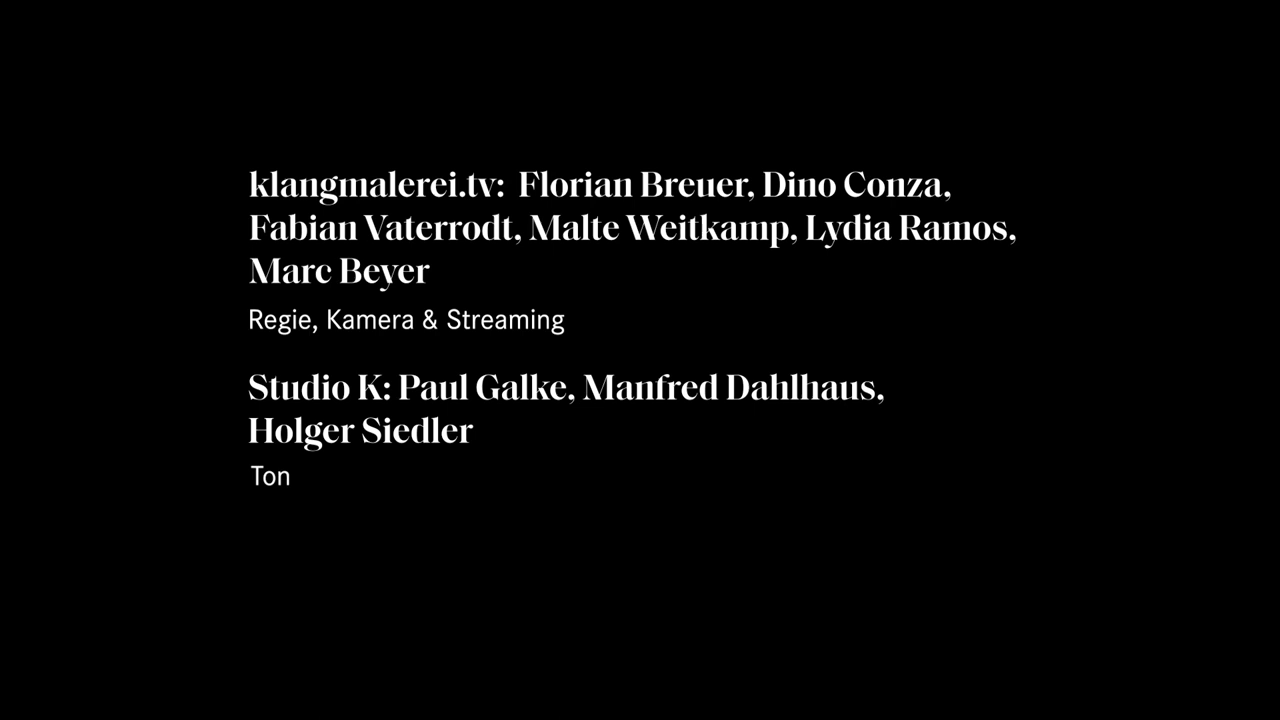 klangmalerei.tv: Florian Breuer, Dino Conza,
Fabian Vaterrodt, Malte Weitkamp, Lydia Ramos,
Marc Beyer
Regie, Kamera & Streaming
Studio K: Paul Galke, Manfred Dahlhaus,
Holger Siedler
Ton